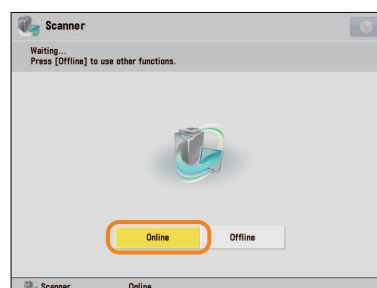 Scanner
Waiting...
Press [Offline] to use other functions.
Online Offline
Scanner Online